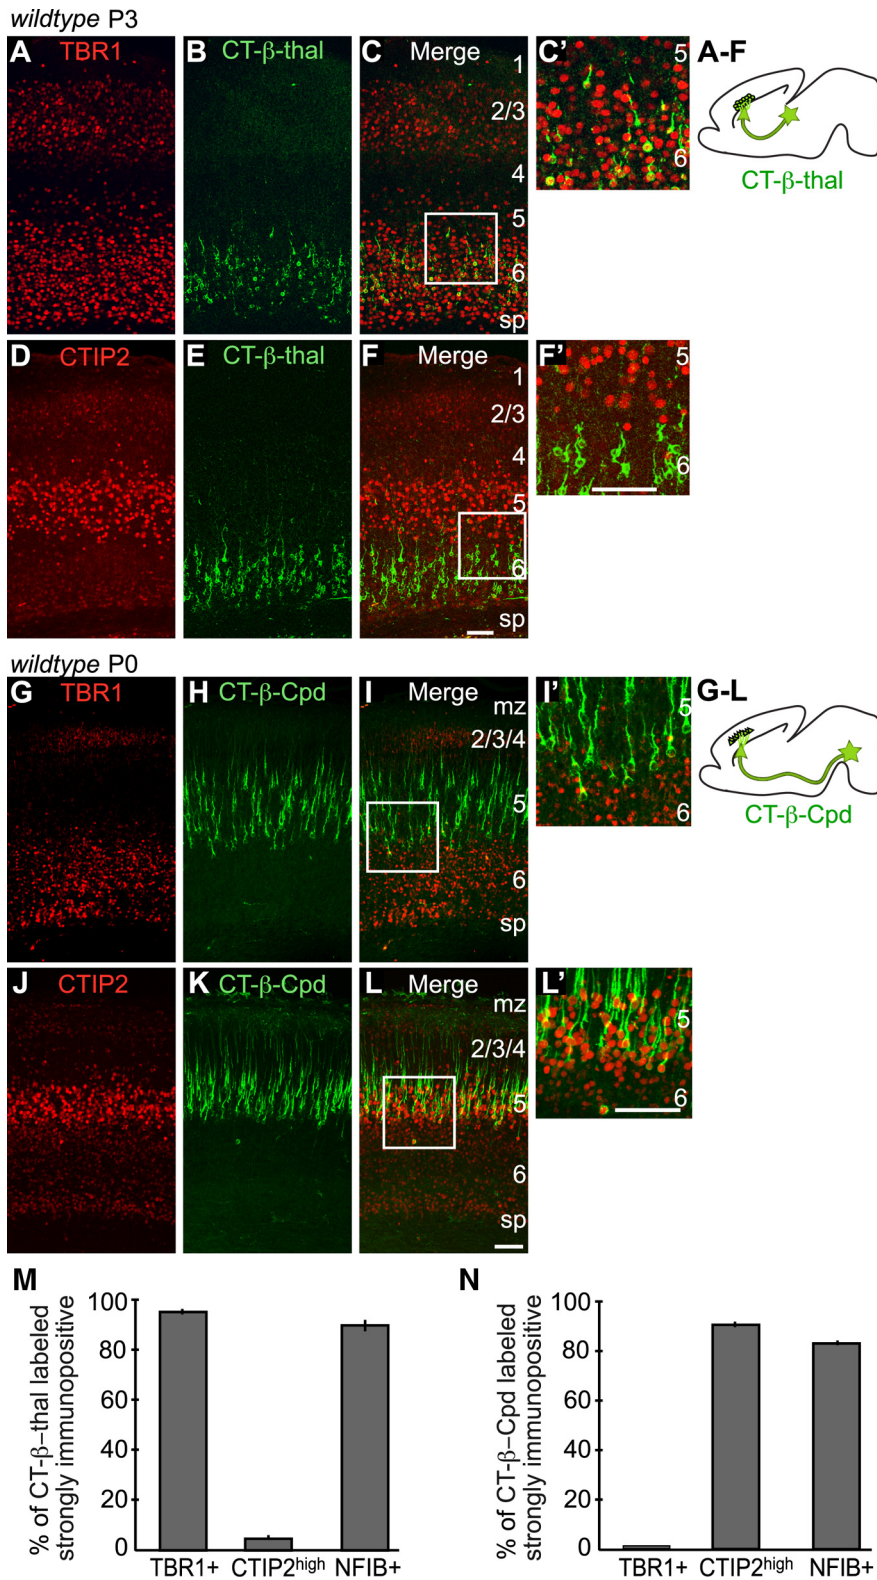 wildtype P3
A TBR1
B CT-β-thal
C Merge
1
2/3
4
5
6
sp
C'
5
6
A-F
CT-β-thal
D CTIP2
E CT-β-thal
F Merge
1
2/3
4
5
6
sp
F'
5
6
wildtype P0
G TBR1
H CT-β-Cpd
I Merge
mz
2/3/4
5
6
sp
I'
5
6
G-L
CT-β-Cpd
J CTIP2
K CT-β-Cpd
L Merge
mz
2/3/4
5
6
sp
L'
5
6
M
% of CT-β-thal labeled
strongly immunopositive
100
80
60
40
20
0
TBR1+ CTIP2high NFIB+
N
% of CT-β-Cpd labeled
strongly immunopositive
100
80
60
40
20
0
TBR1+ CTIP2high NFIB+